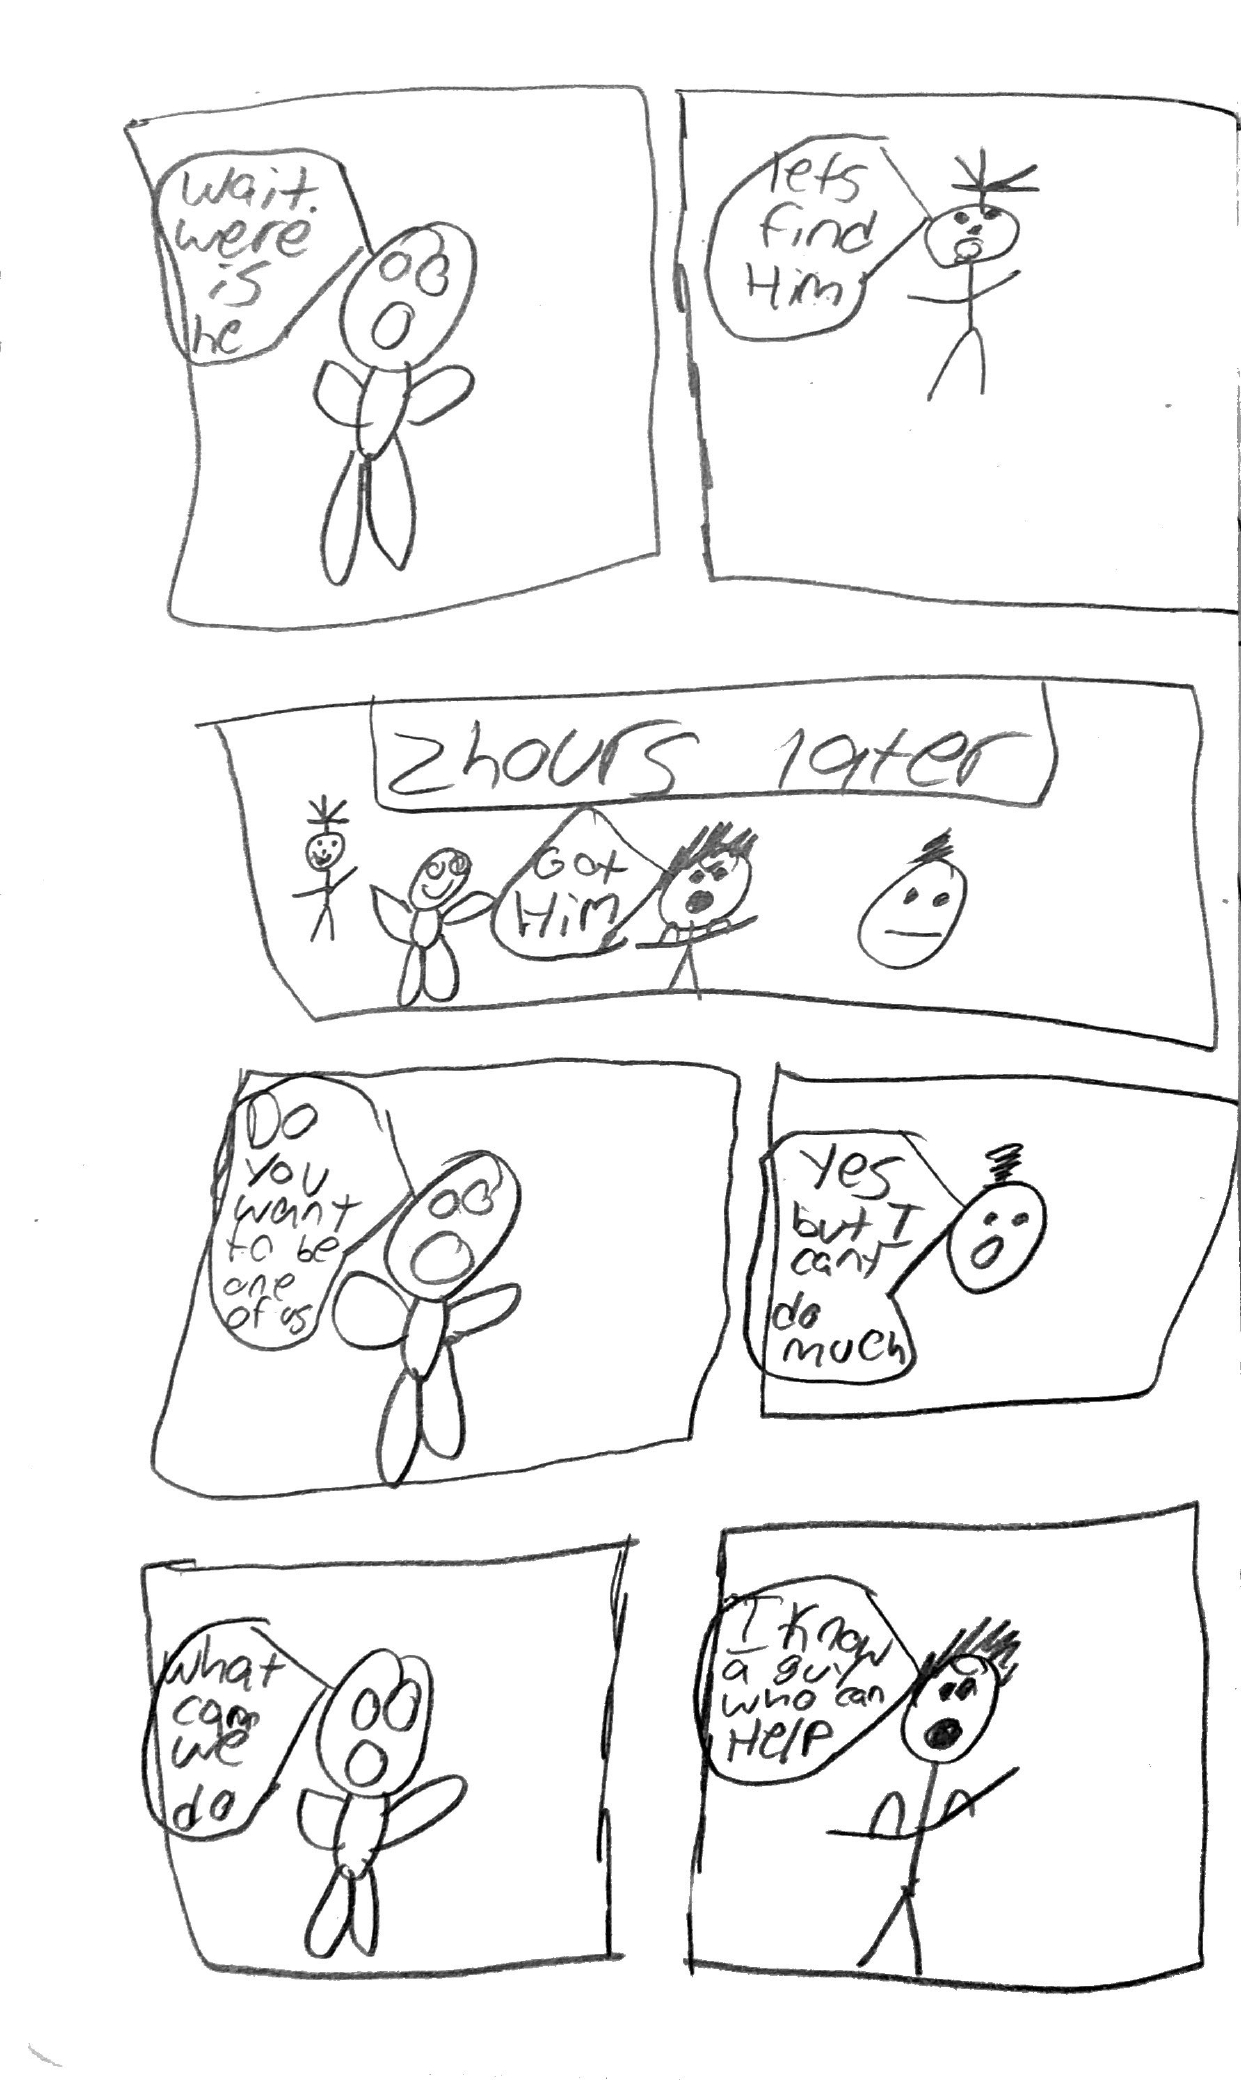 wait.
were
is
he
lets
find
Him
2hours later
Got
Him
Do
you
want
to be
one
of us
yes
but I
cant
do
much
what
can
we
do
I know
a guy
who can
Help